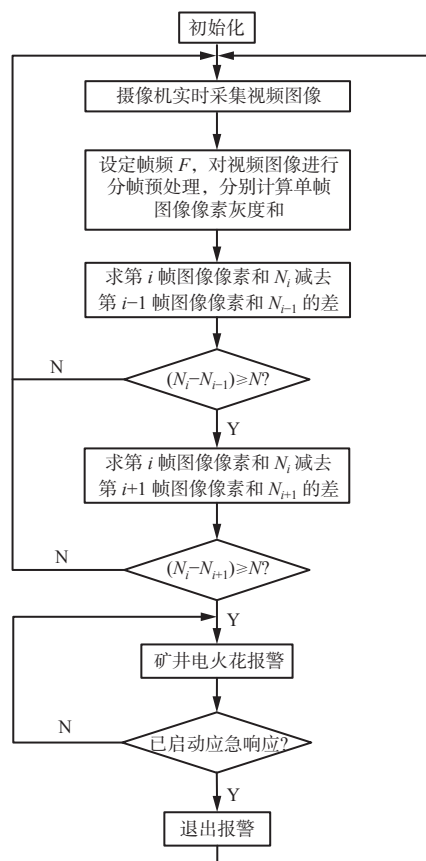 初始化
摄像机实时采集视频图像
设定帧频 F，对视频图像进行
分帧预处理，分别计算单帧
图像像素灰度和
求第 i 帧图像像素和 Nᵢ 减去
第 i−1 帧图像像素和 Nᵢ₋₁ 的差
N
(Nᵢ−Nᵢ₋₁)≥N?
Y
求第 i 帧图像像素和 Nᵢ 减去
第 i+1 帧图像像素和 Nᵢ₊₁ 的差
N
(Nᵢ−Nᵢ₊₁)≥N?
Y
矿井电火花报警
N
已启动应急响应?
Y
退出报警